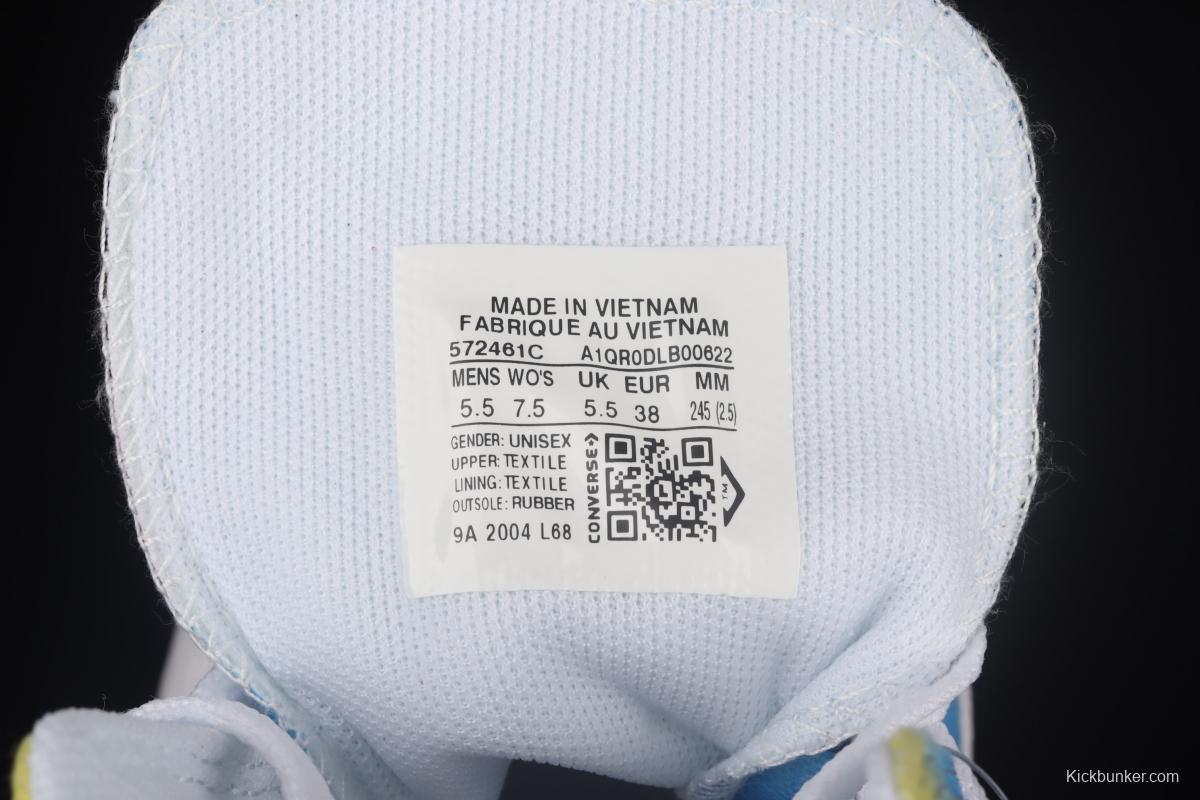 MADE IN VIETNAM
FABRIQUE AU VIETNAM
572461C A1QR0DLB00622
MENS WO'S UK EUR MM
5.5 7.5 5.5 38 245 (2.5)
GENDER: UNISEX
UPPER: TEXTILE
LINING: TEXTILE
OUTSOLE: RUBBER
9A 2004 L68
CONVERSE
TM
Kickbunker.com